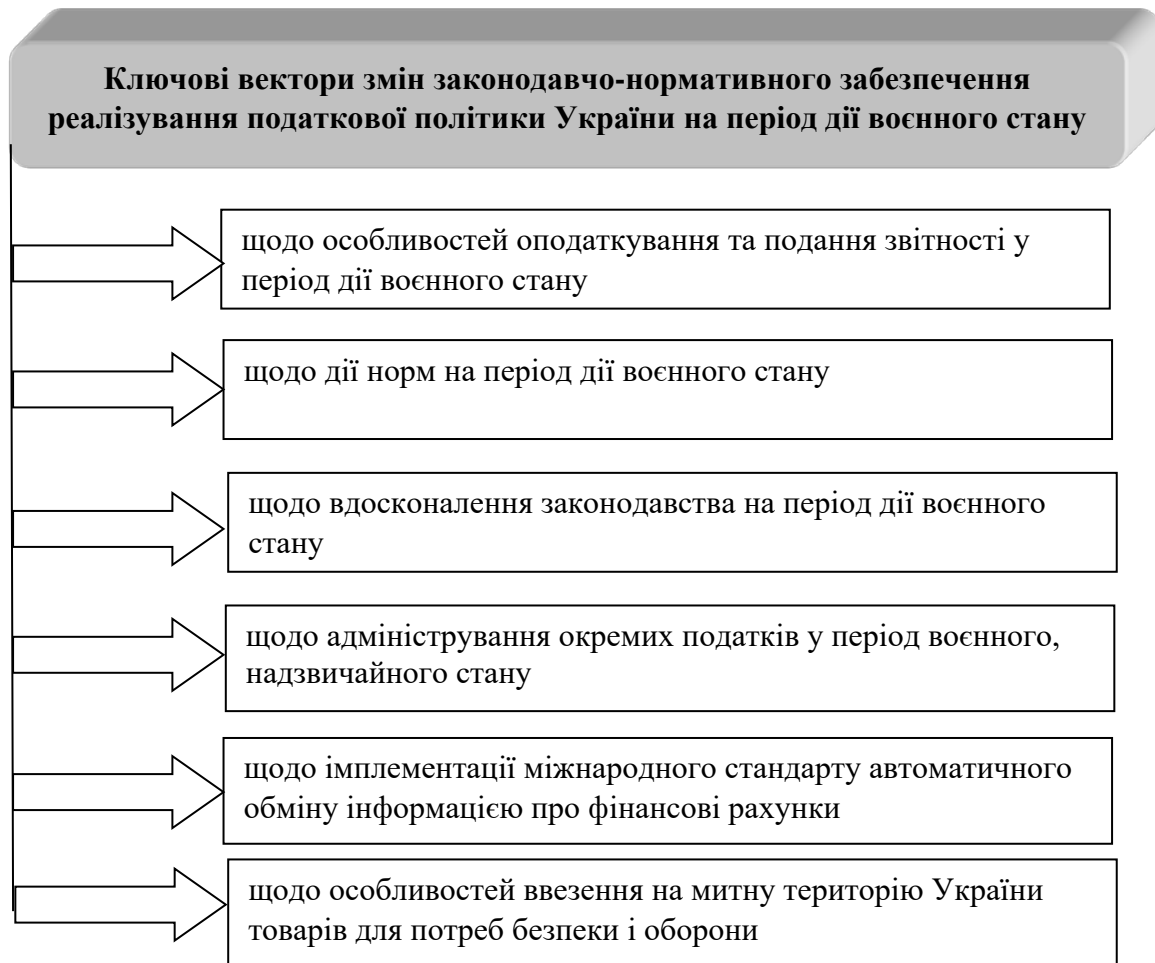 Ключові вектори змін законодавчо-нормативного забезпечення
реалізування податкової політики України на період дії воєнного стану
щодо особливостей оподаткування та подання звітності у
період дії воєнного стану
щодо дії норм на період дії воєнного стану
щодо вдосконалення законодавства на період дії воєнного
стану
щодо адміністрування окремих податків у період воєнного,
надзвичайного стану
щодо імплементації міжнародного стандарту автоматичного
обміну інформацією про фінансові рахунки
щодо особливостей ввезення на митну територію України
товарів для потреб безпеки і оборони